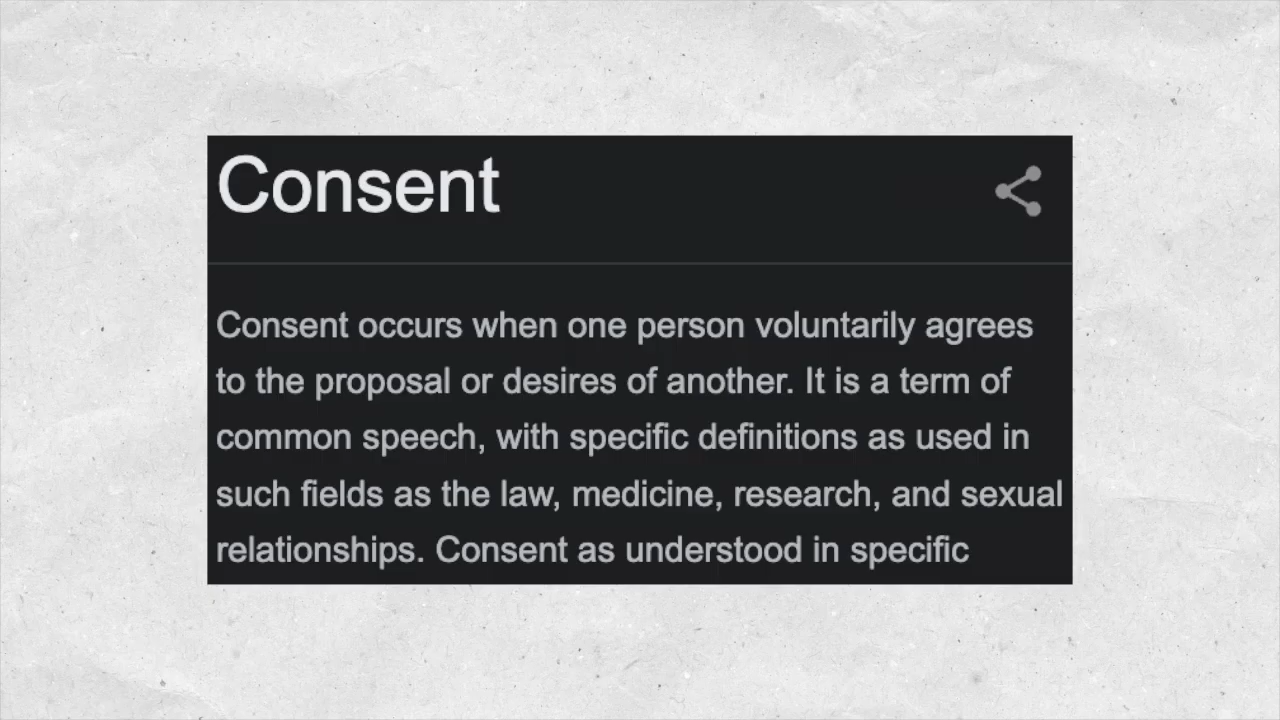 Consent
Consent occurs when one person voluntarily agrees
to the proposal or desires of another. It is a term of
common speech, with specific definitions as used in
such fields as the law, medicine, research, and sexual
relationships. Consent as understood in specific